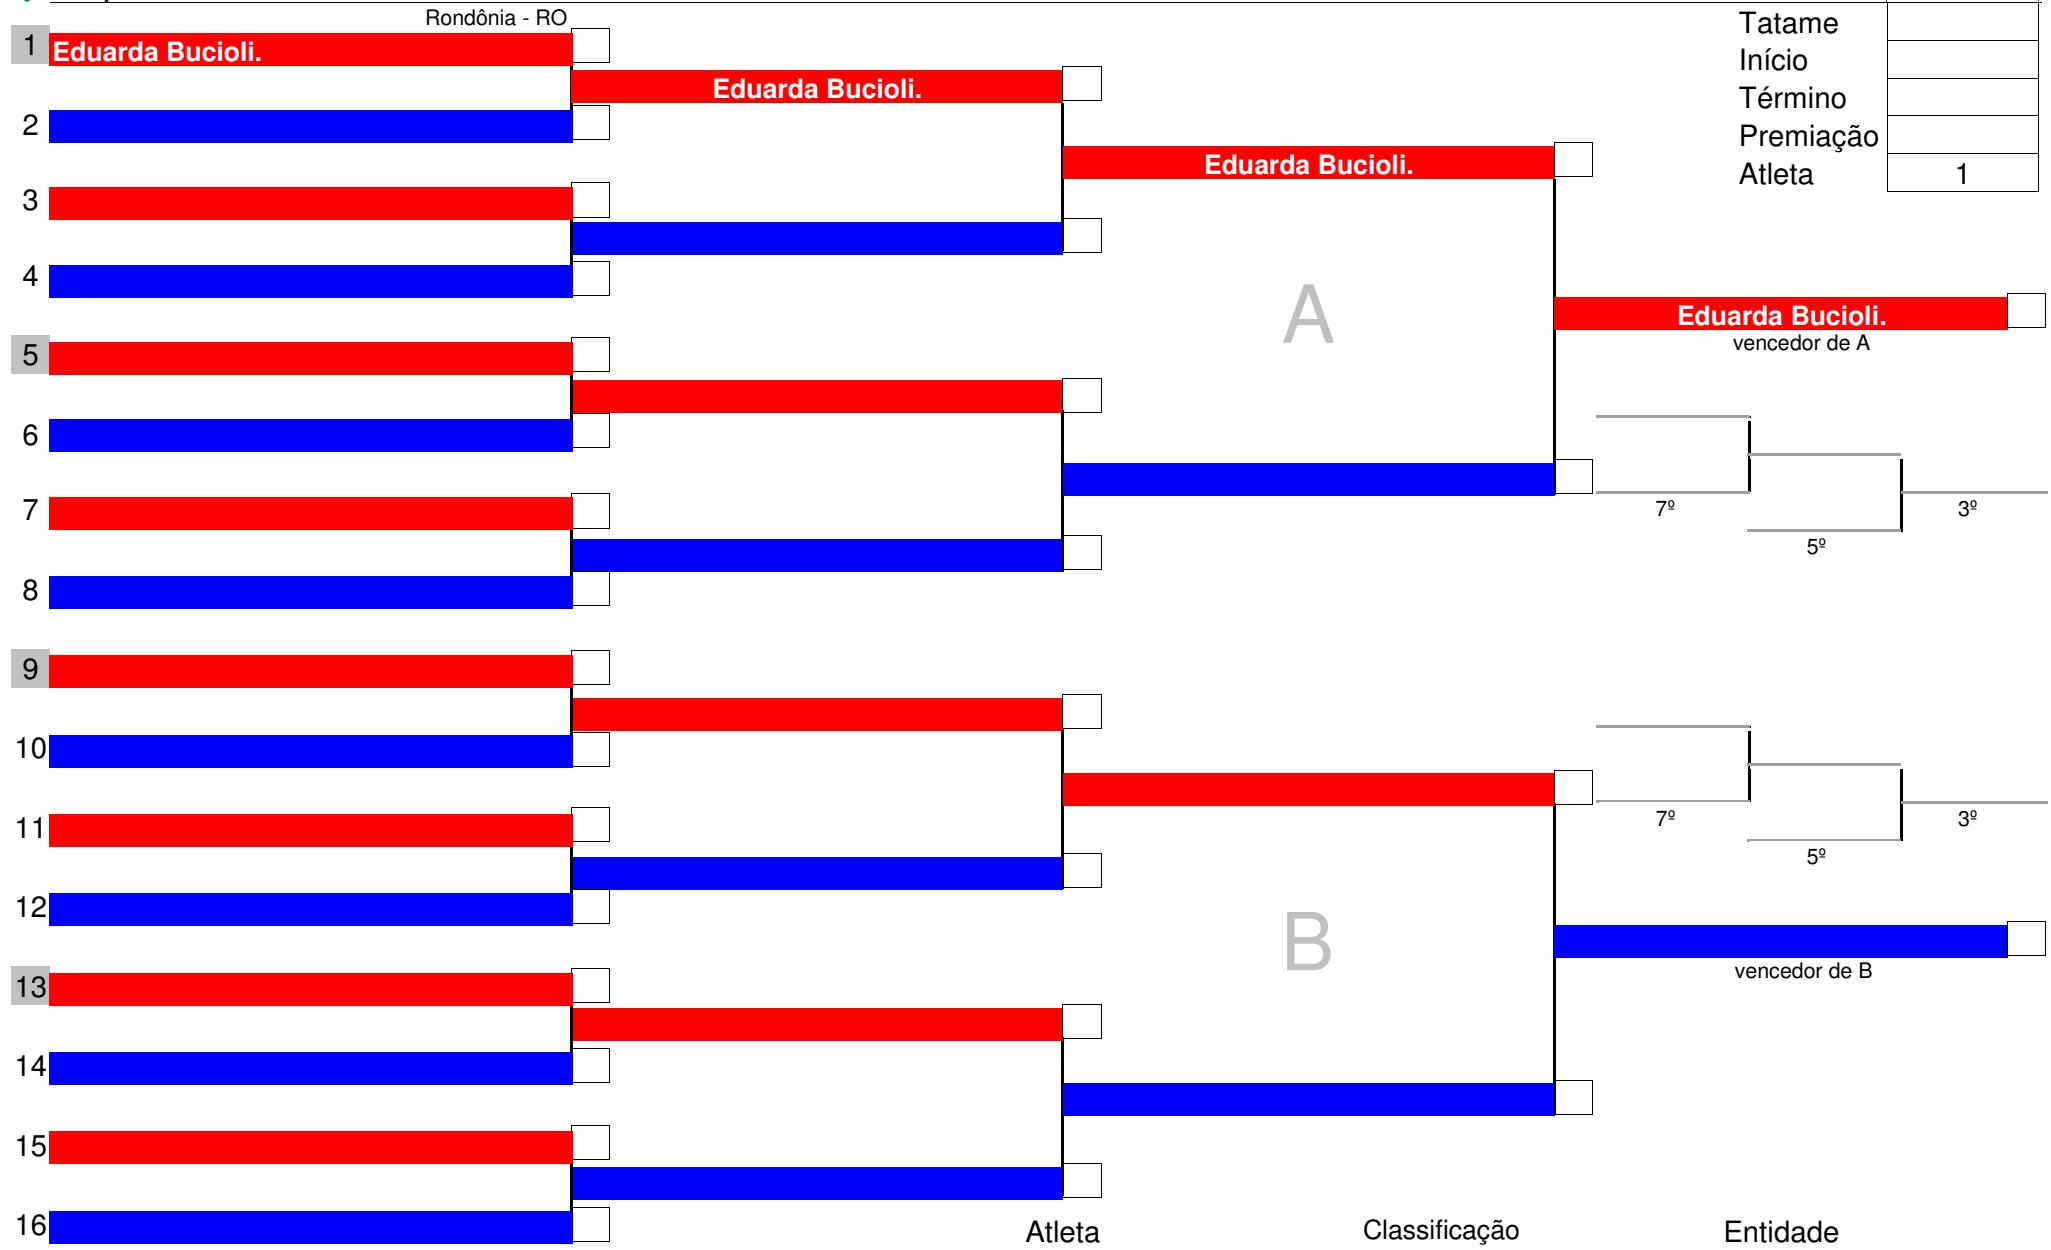 Rondônia - RO
Tatame
1 Eduarda Bucioli.
Início
Eduarda Bucioli.
Término
2
Premiação
Eduarda Bucioli.
Atleta 1
3
4
A
Eduarda Bucioli.
vencedor de A
5
6
7
7º 3º
5º
8
9
10
11
7º 3º
5º
12
B
vencedor de B
13
14
15
16
Atleta Classificação Entidade